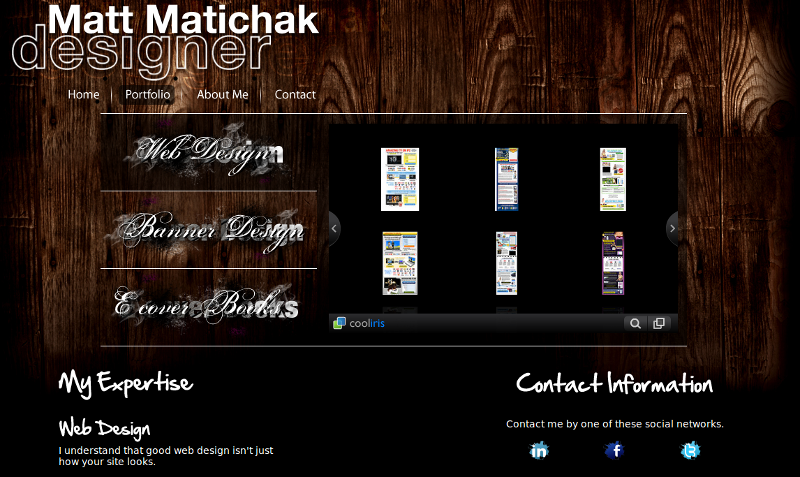 Matt Matichak
designer
Home | Portfolio | About Me | Contact
Web Design
Banner Design
E cover Books
cooliris
My Expertise
Web Design
I understand that good web design isn't just
how your site looks.
Contact Information
Contact me by one of these social networks.
in f t